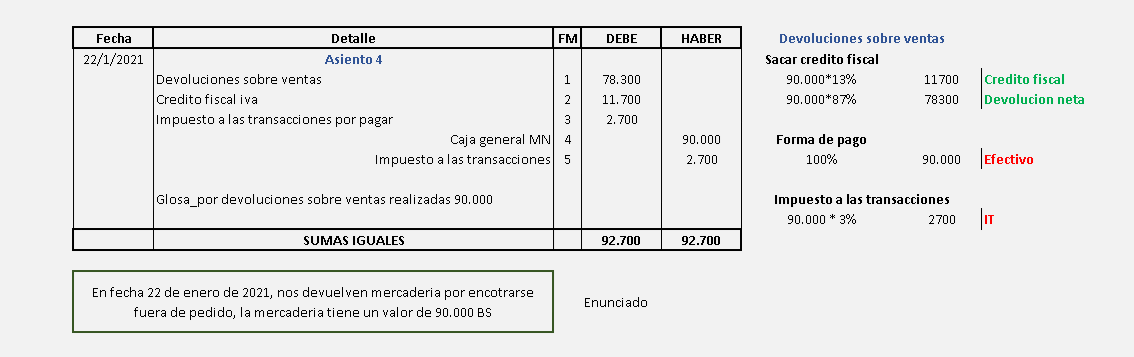 Fecha Detalle FM DEBE HABER Devoluciones sobre ventas
22/1/2021 Asiento 4 Sacar credito fiscal
Devoluciones sobre ventas 1 78.300 90.000*13% 11700 Credito fiscal
Credito fiscal iva 2 11.700 90.000*87% 78300 Devolucion neta
Impuesto a las transacciones por pagar 3 2.700
Caja general MN 4 90.000 Forma de pago
Impuesto a las transacciones 5 2.700 100% 90.000 Efectivo
Glosa_por devoluciones sobre ventas realizadas 90.000 Impuesto a las transacciones
90.000 * 3% 2700 IT
SUMAS IGUALES 92.700 92.700
En fecha 22 de enero de 2021, nos devuelven mercaderia por encotrarse
fuera de pedido, la mercaderia tiene un valor de 90.000 BS
Enunciado